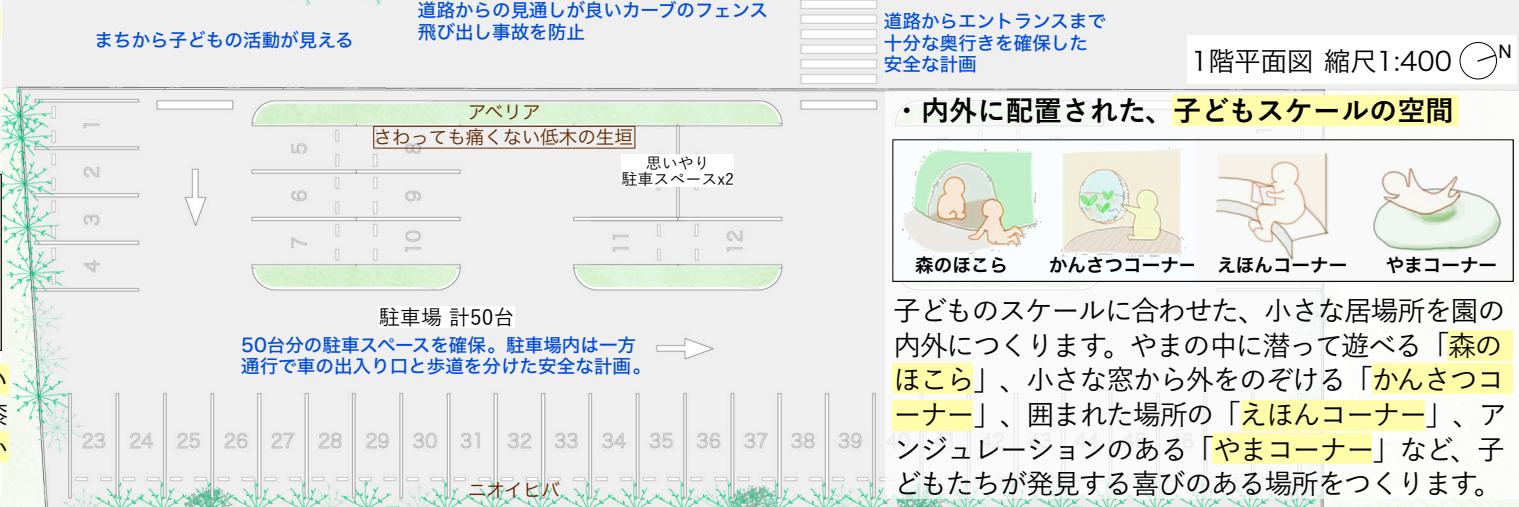 まちから子どもの活動が見える
道路からの見通しが良いカーブのフェンス
飛び出し事故を防止
道路からエントランスまで
十分な奥行きを確保した
安全な計画
1階平面図 縮尺1:400
N
アベリア
さわっても痛くない低木の生垣
思いやり
駐車スペースx2
1
2
3
4
5
6
7
8
9
10
11
12
駐車場 計50台
50台分の駐車スペースを確保。駐車場内は一方
通行で車の出入り口と歩道を分けた安全な計画。
23 24 25 26 27 28 29 30 31 32 33 34 35 36 37 38 39
ニオイヒバ
・内外に配置された、子どもスケールの空間
森のほこら かんさつコーナー えほんコーナー やまコーナー
子どものスケールに合わせた、小さな居場所を園の
内外につくります。やまの中に潜って遊べる「森の
ほこら」、小さな窓から外をのぞける「かんさつコ
ーナー」、囲まれた場所の「えほんコーナー」、ア
ンジュレーションのある「やまコーナー」など、子
どもたちが発見する喜びのある場所をつくります。